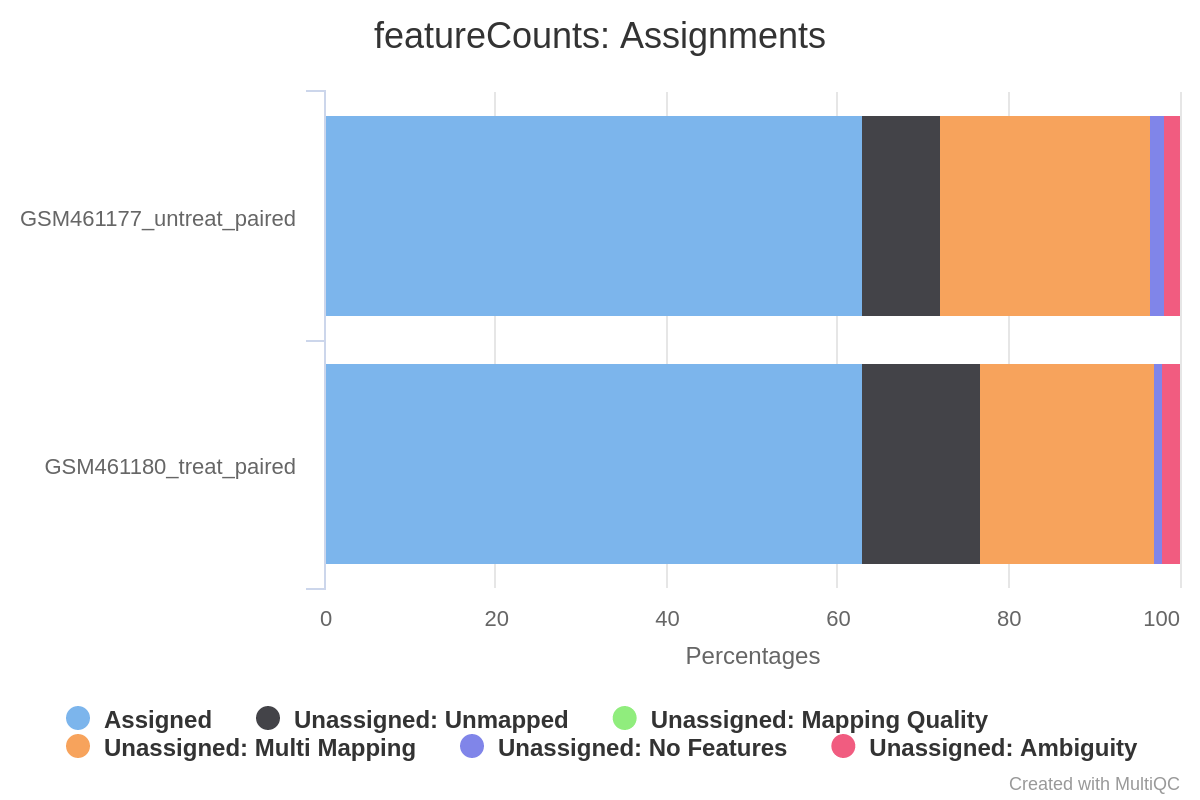 featureCounts: Assignments
GSM461177_untreat_paired
GSM461180_treat_paired
0 20 40 60 80 100
Percentages
Assigned Unassigned: Unmapped Unassigned: Mapping Quality
Unassigned: Multi Mapping Unassigned: No Features Unassigned: Ambiguity
Created with MultiQC